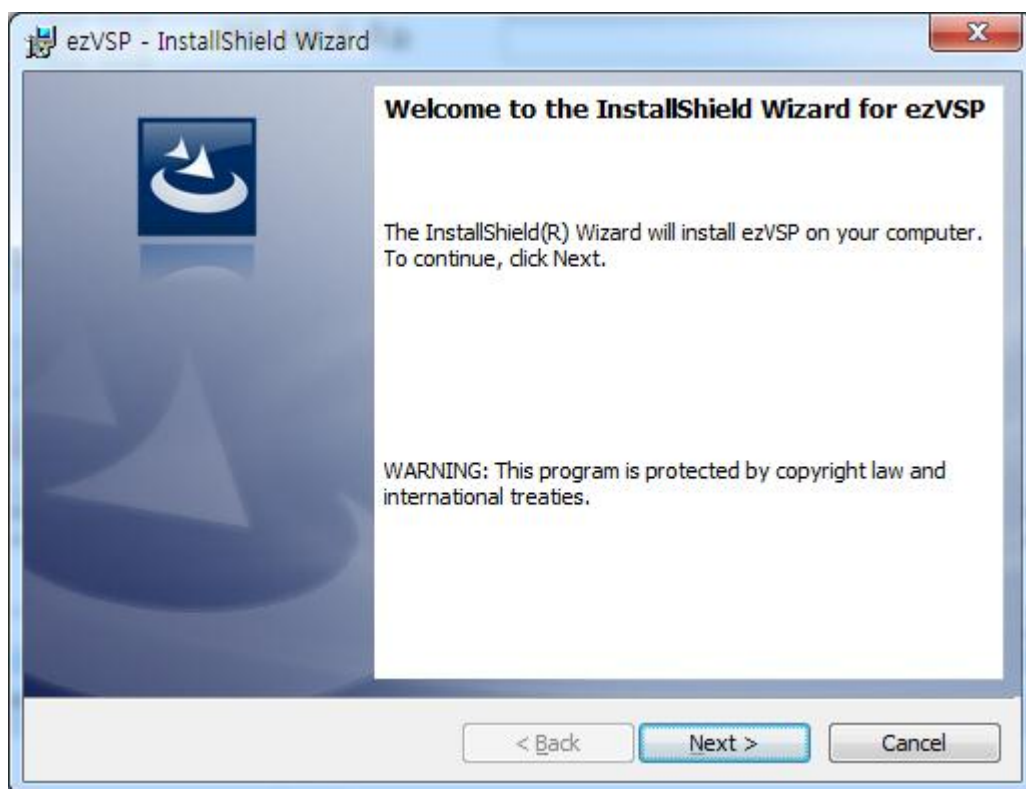 ezVSP - InstallShield Wizard
Welcome to the InstallShield Wizard for ezVSP
The InstallShield(R) Wizard will install ezVSP on your computer.
To continue, click Next.
WARNING: This program is protected by copyright law and
international treaties.
< Back
Next >
Cancel